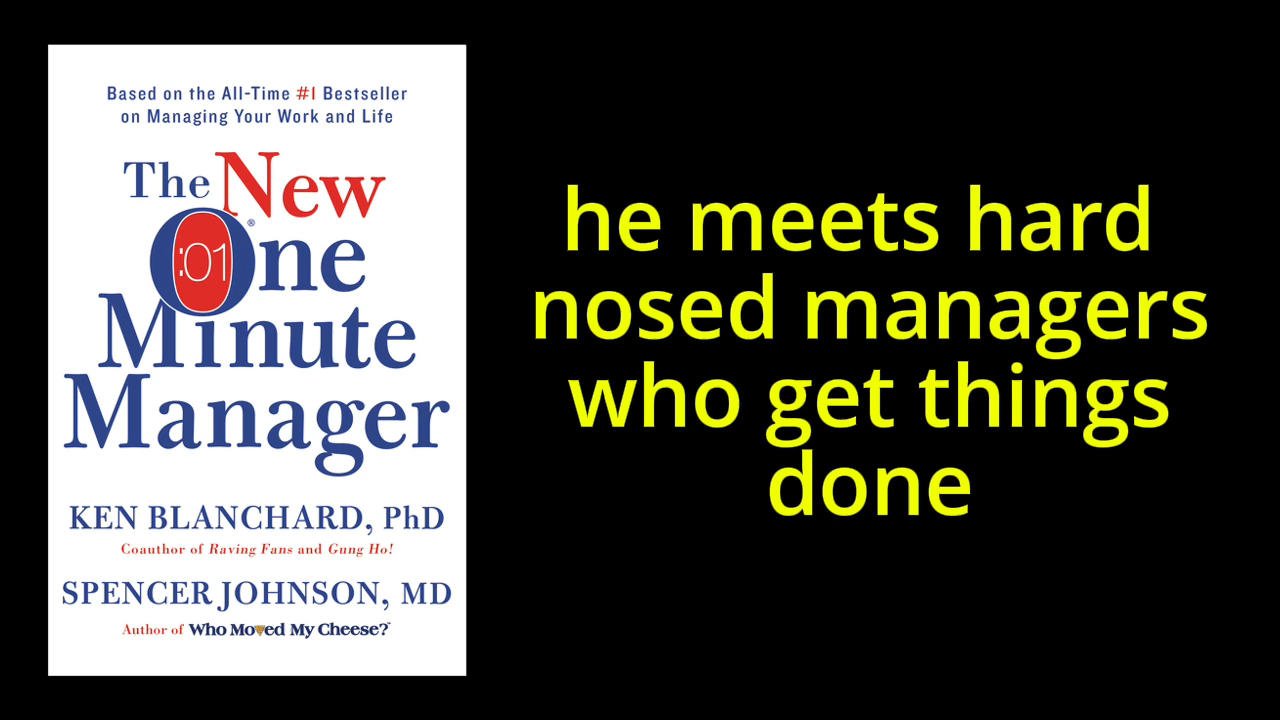 Based on the All-Time #1 Bestseller
on Managing Your Work and Life
The New
:01
One
®
Minute
Manager
KEN BLANCHARD, PhD
Coauthor of Raving Fans and Gung Ho!
SPENCER JOHNSON, MD
Author of Who Moved My Cheese?
he meets hard
nosed managers
who get things
done